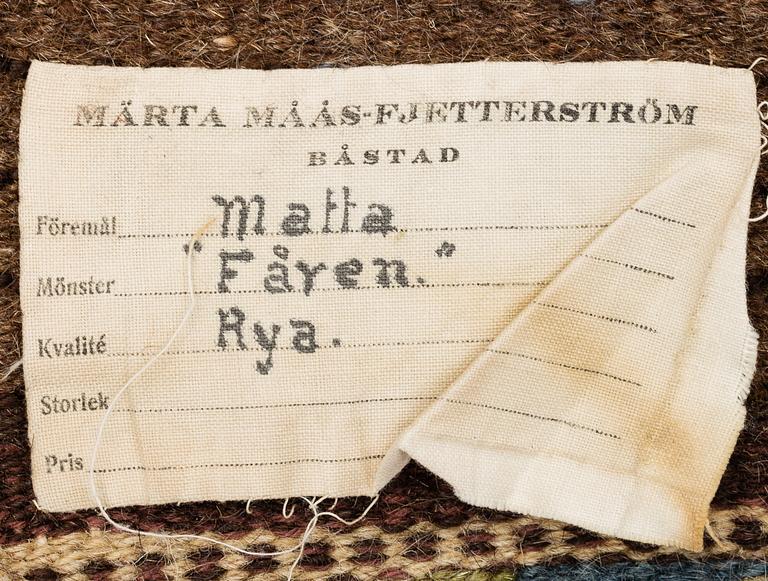 MÄRTA MÅÅS-FJETTERSTRÖM
BÅSTAD
Föremål Matta
Mönster "Fåren."
Kvalité Rya.
Storlek
Pris